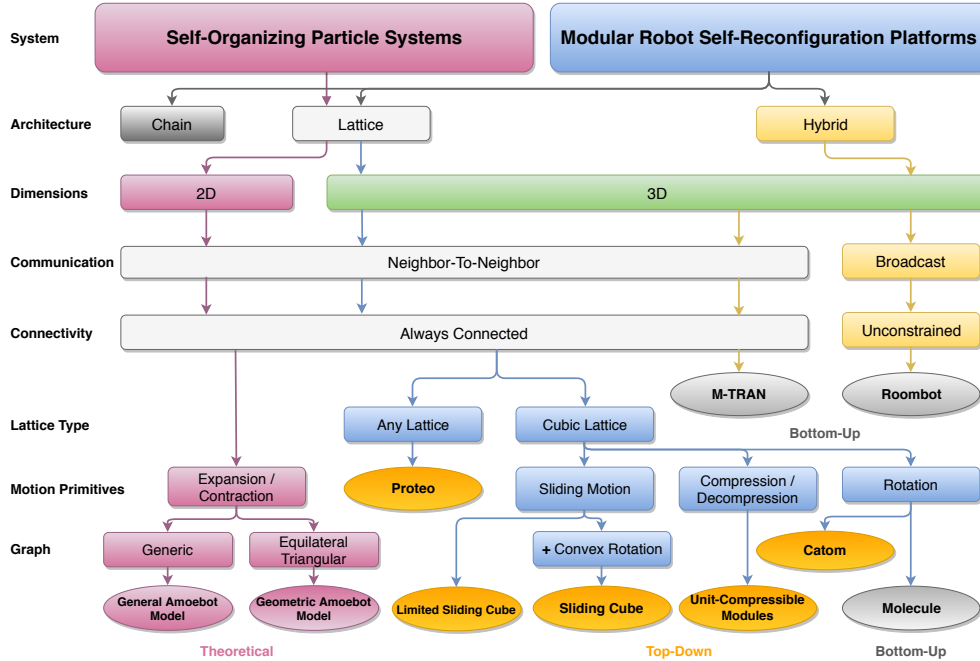 System
Self-Organizing Particle Systems
Modular Robot Self-Reconfiguration Platforms
Architecture
Chain
Lattice
Hybrid
Dimensions
2D
3D
Communication
Neighbor-To-Neighbor
Broadcast
Connectivity
Always Connected
Unconstrained
M-TRAN
Roombot
Lattice Type
Any Lattice
Cubic Lattice
Bottom-Up
Motion Primitives
Expansion /
Contraction
Proteo
Sliding Motion
Compression /
Decompression
Rotation
Graph
Generic
Equilateral
Triangular
+ Convex Rotation
Catom
General Amoebot
Model
Geometric Amoebot
Model
Limited Sliding Cube
Sliding Cube
Unit-Compressible
Modules
Molecule
Theoretical
Top-Down
Bottom-Up